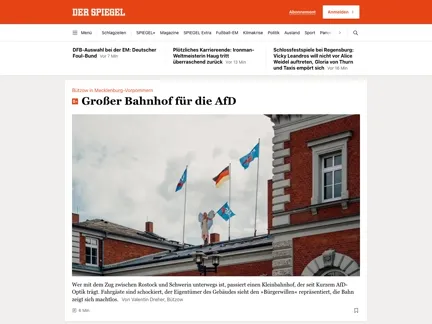 DER SPIEGEL
Abonnement
Anmelden
Menü
Schlagzeilen
SPIEGEL+
Magazine
SPIEGEL Extra
Fußball-EM
Klimakrise
Politik
Ausland
Sport
DFB-Auswahl bei der EM: Deutscher
Foul-Bund Vor 7 Min
Plötzliches Karriereende: Ironman-
Weltmeisterin Haug tritt
überraschend zurück Vor 13 Min
Schlossfestspiele bei Regensburg:
Vicky Leandros will nicht vor Alice
Weidel auftreten, Gloria von Thurn
und Taxis empört sich Vor 16 Min
Bützow in Mecklenburg-Vorpommern
S+ Großer Bahnhof für die AfD
Wer mit dem Zug zwischen Rostock und Schwerin unterwegs ist, passiert einen Kleinbahnhof, der seit Kurzem AfD-
Optik trägt. Fahrgäste sind schockiert, der Eigentümer des Gebäudes sieht den »Bürgerwillen« repräsentiert, die Bahn
zeigt sich machtlos. Von Valentin Dreher, Bützow
6 Min